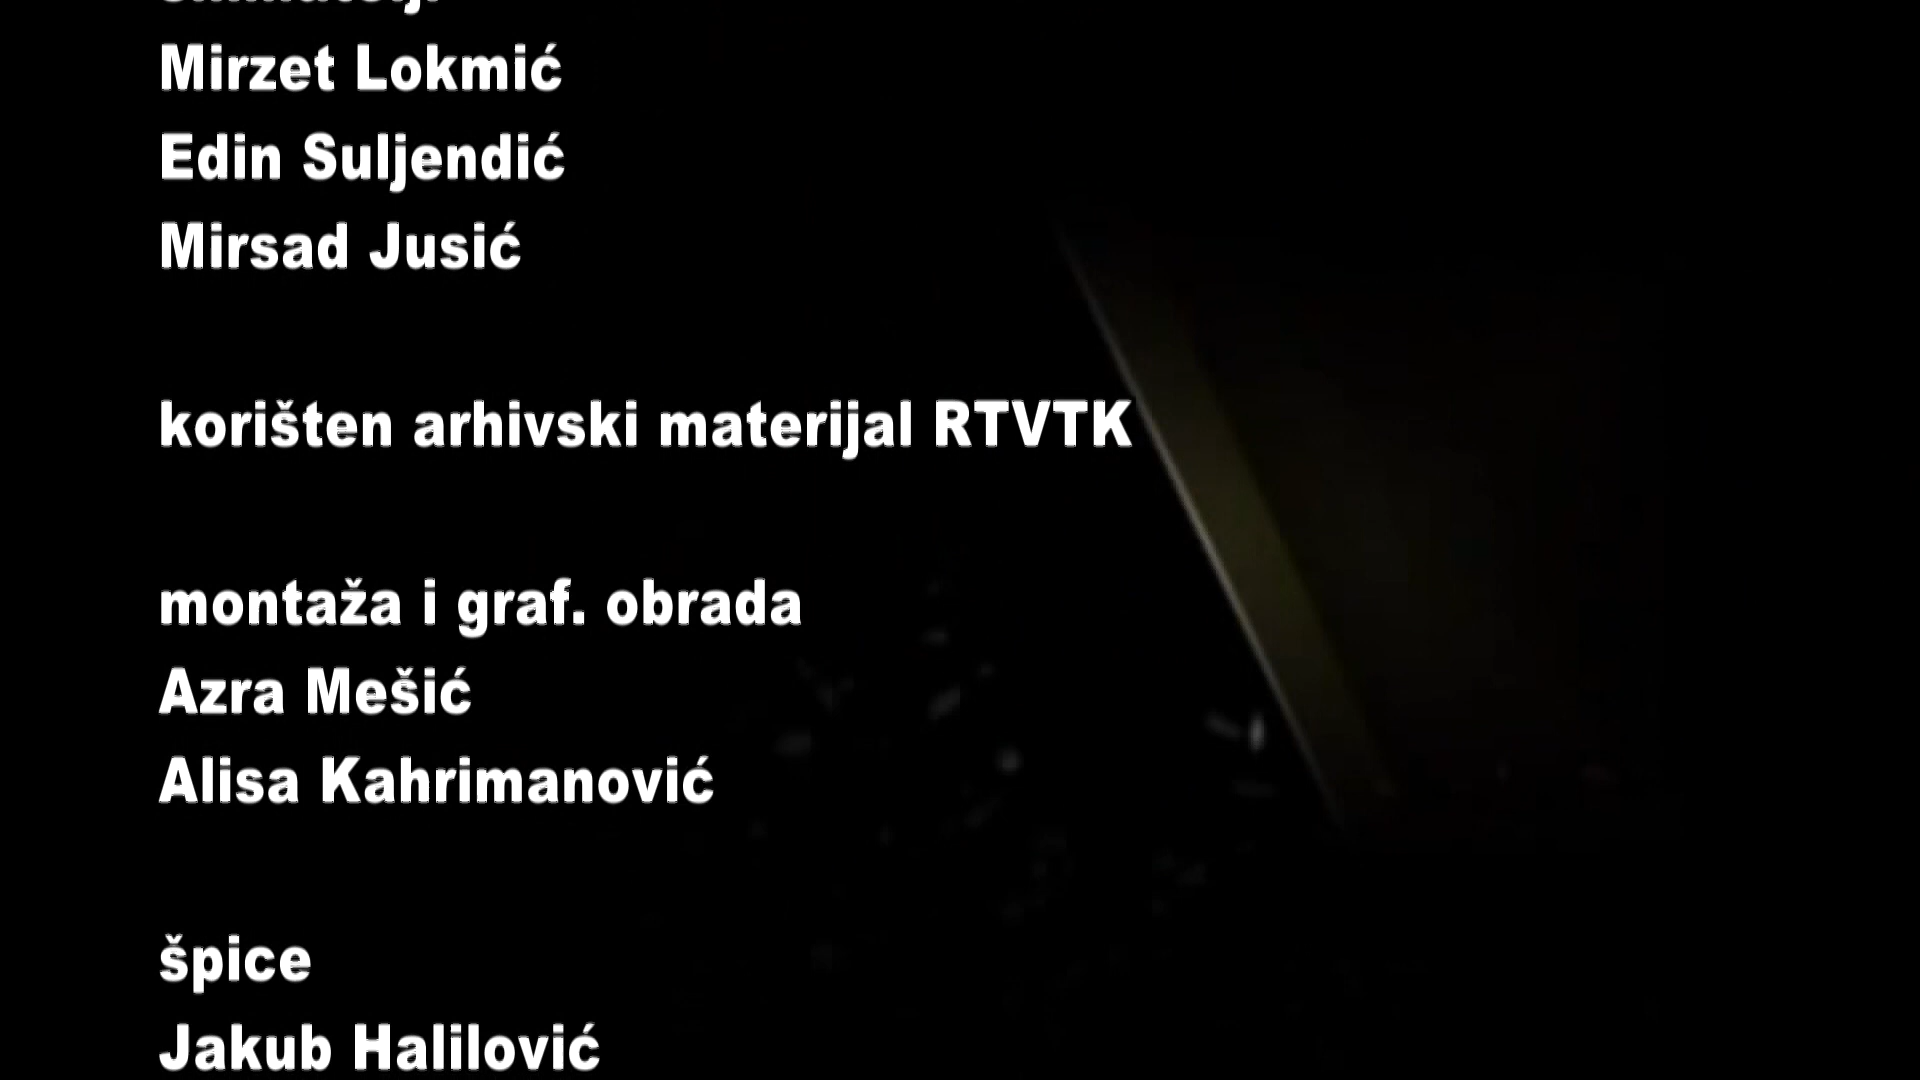 Mirzet Lokmić
Edin Suljendić
Mirsad Jusić
korišten arhivski materijal RTVTK
montaža i graf. obrada
Azra Mešić
Alisa Kahrimanović
špice
Jakub Halilović